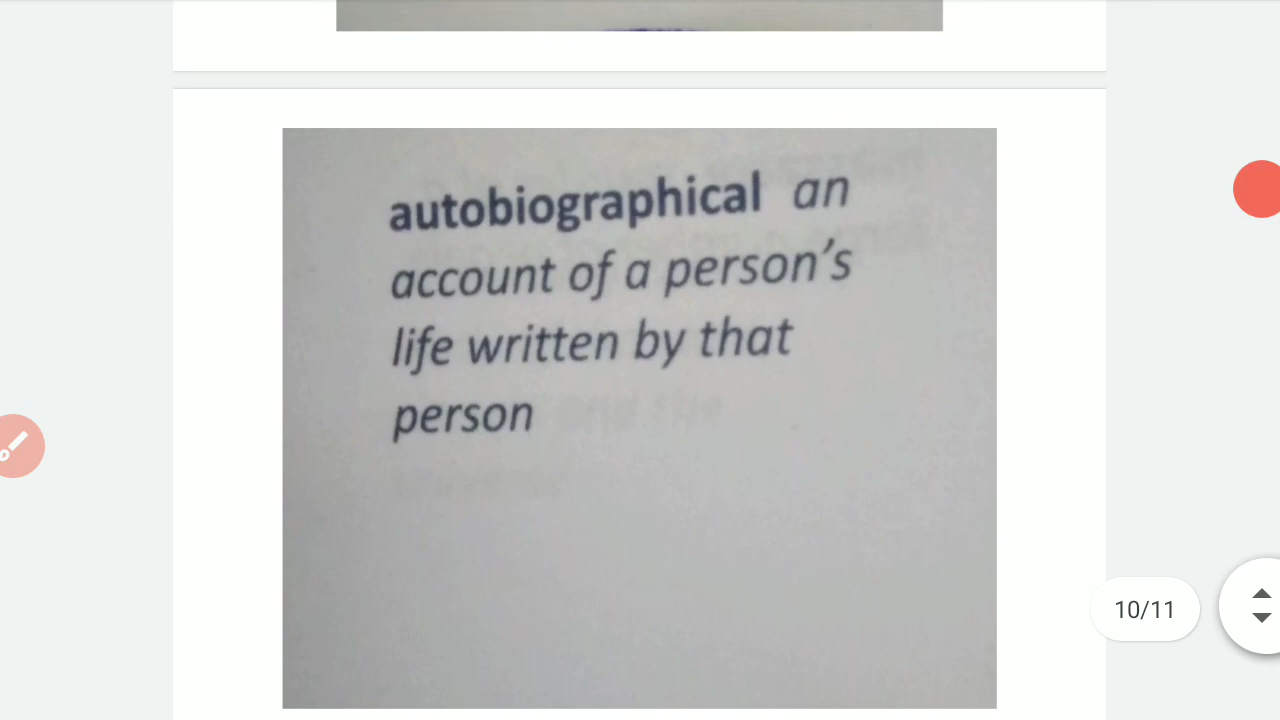 autobiographical an
account of a person's
life written by that
person
10/11